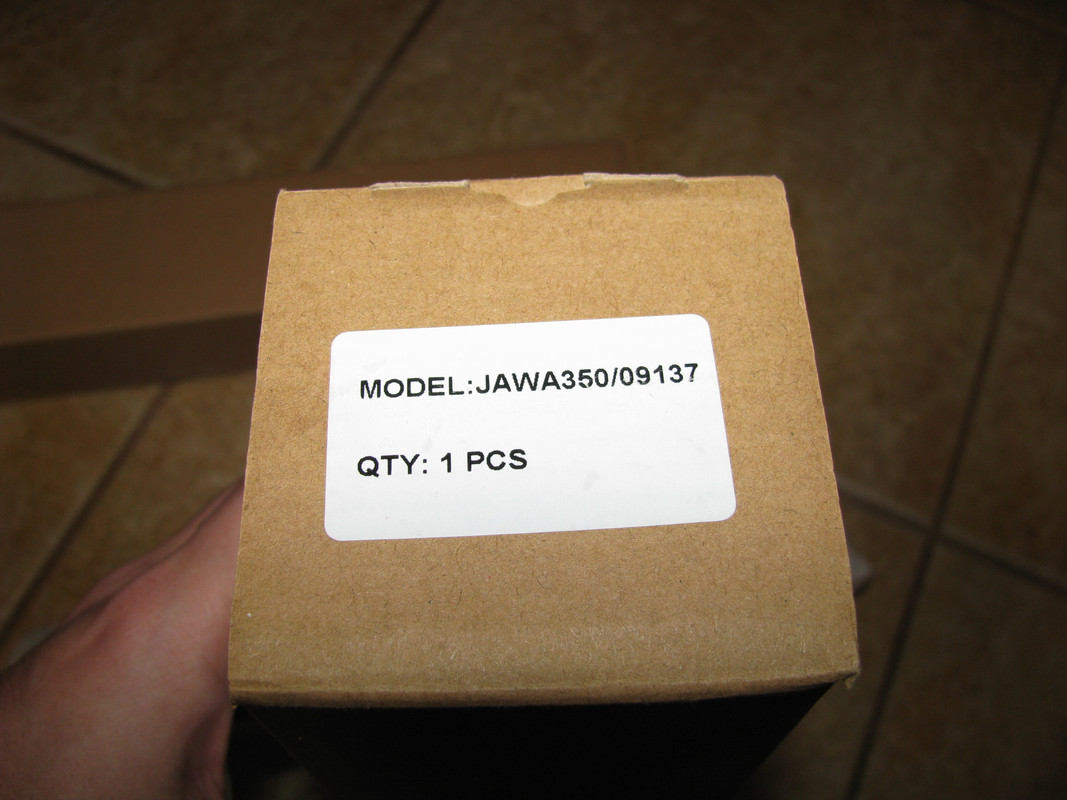 MODEL:JAWA350/09137
QTY: 1 PCS